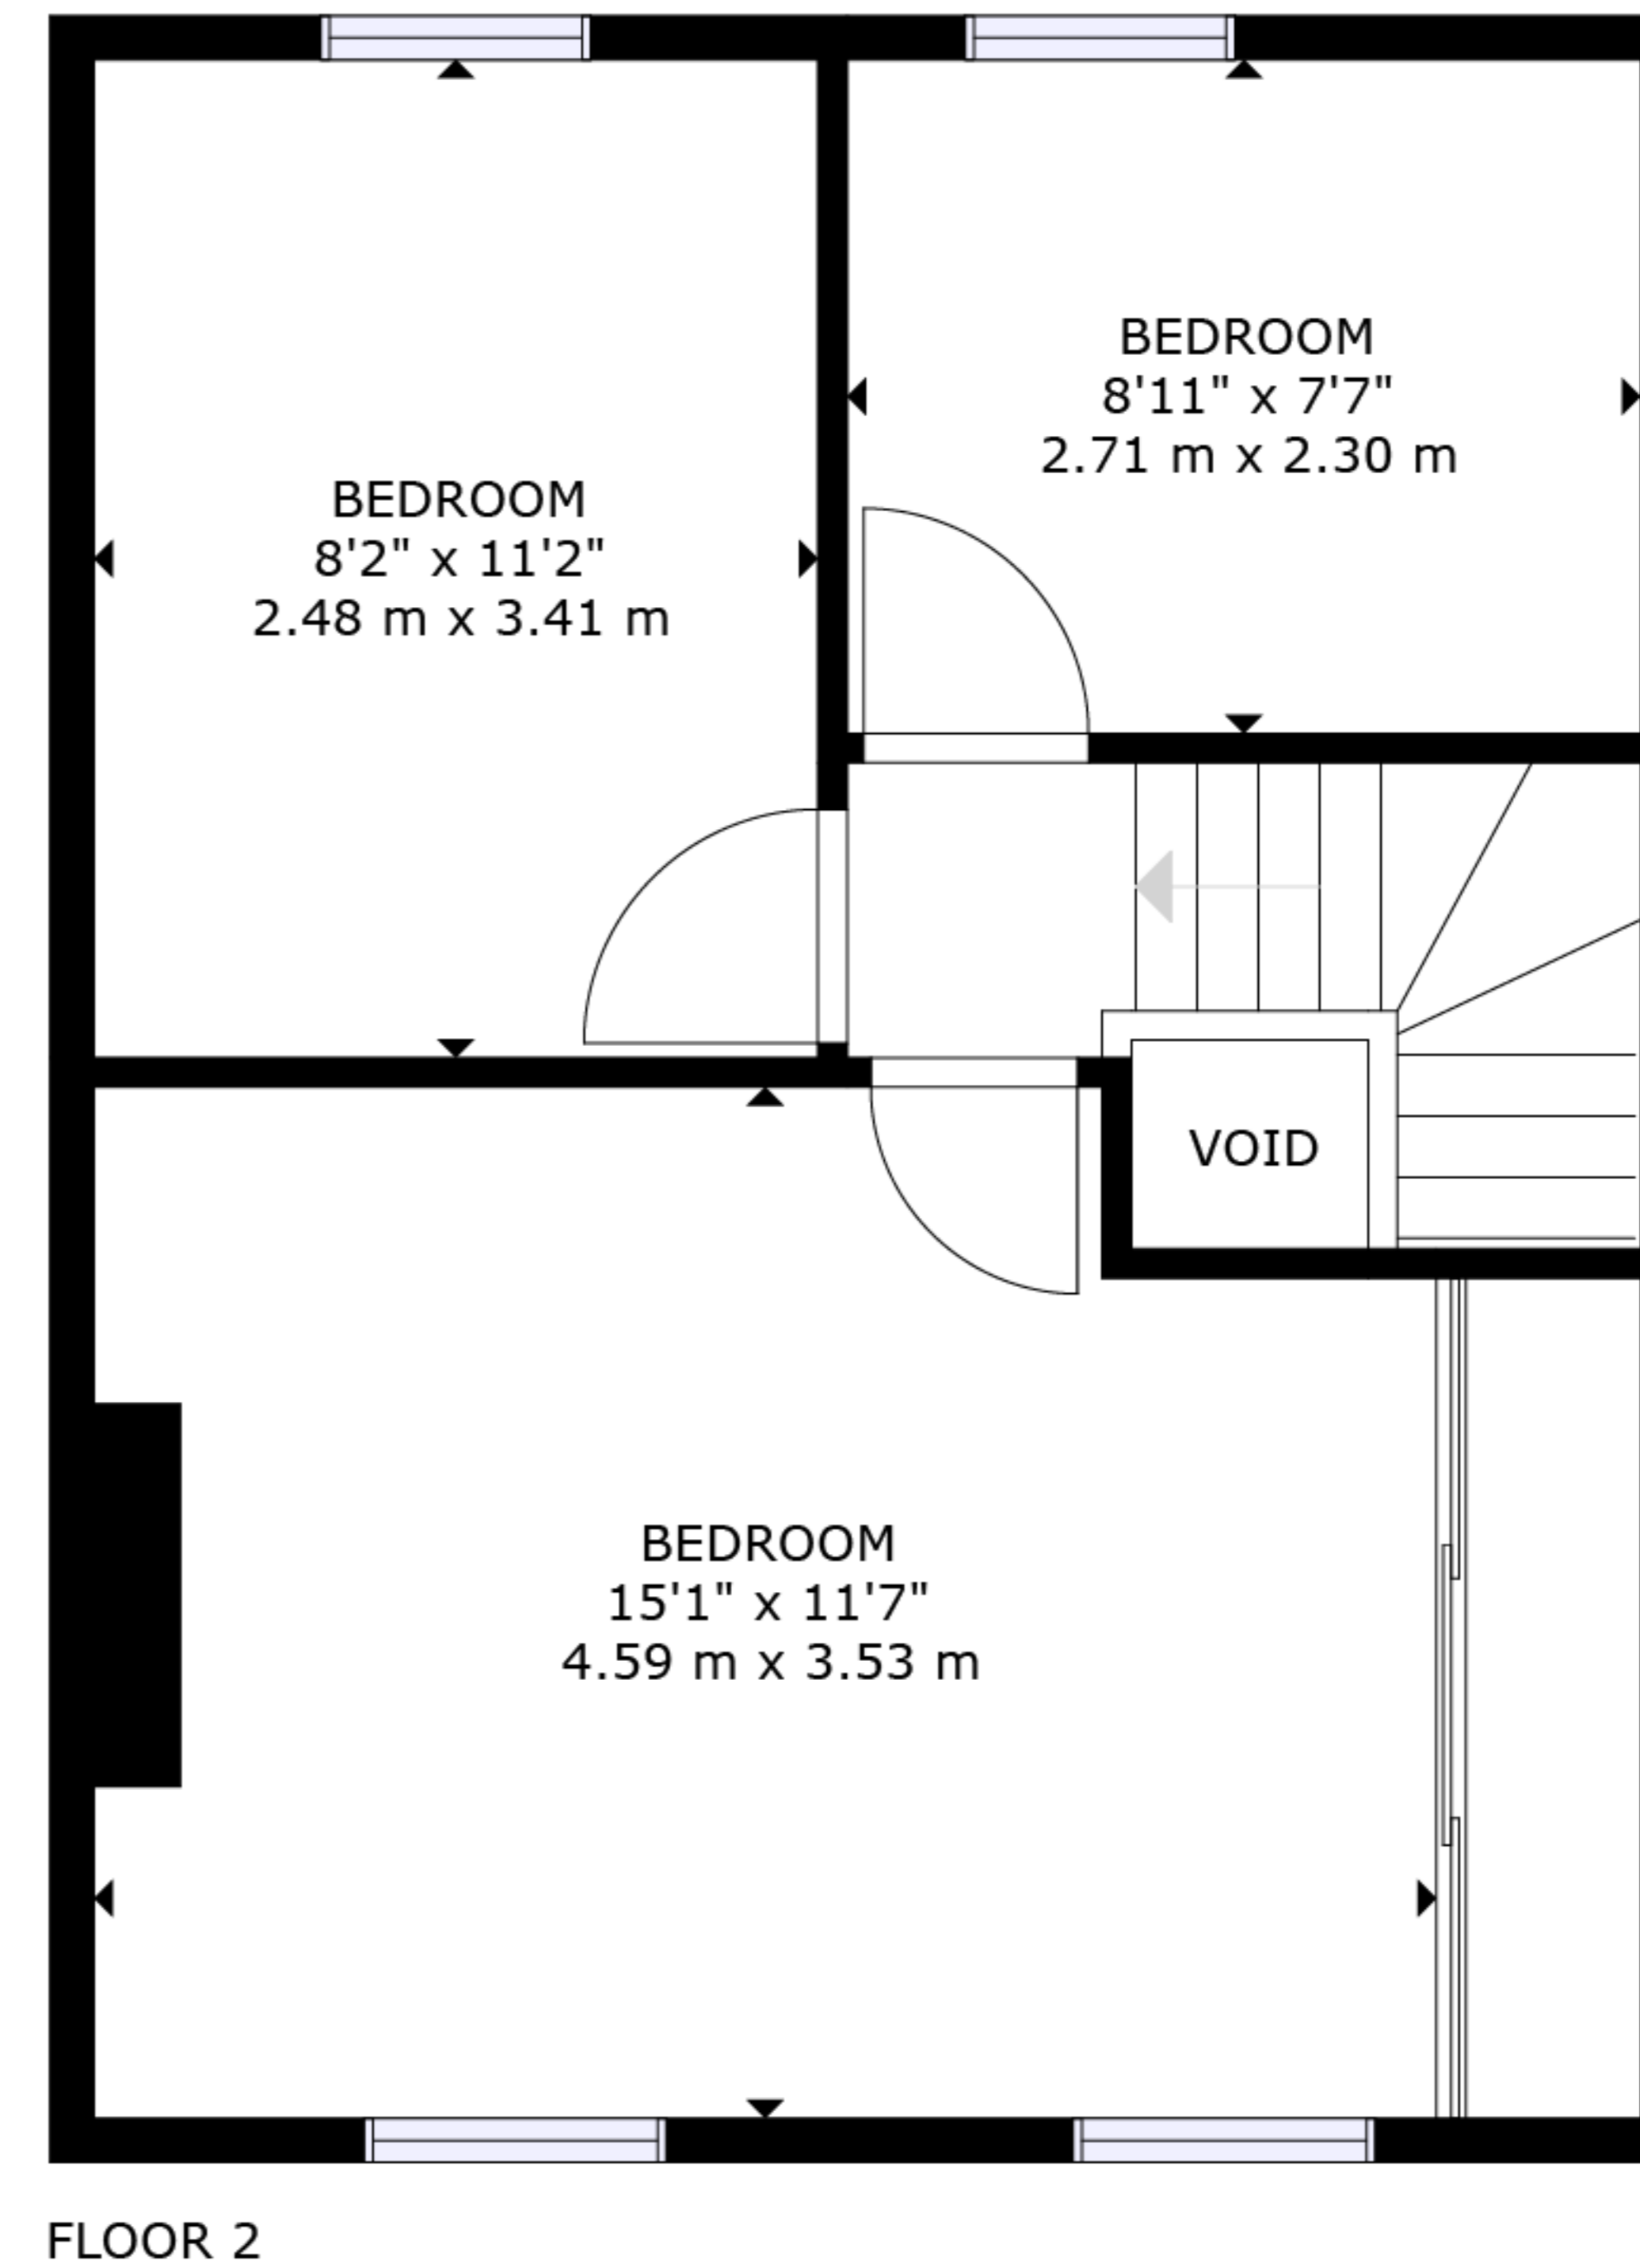 BEDROOM
8'2" x 11'2"
2.48 m x 3.41 m
BEDROOM
8'11" x 7'7"
2.71 m x 2.30 m
VOID
BEDROOM
15'1" x 11'7"
4.59 m x 3.53 m
FLOOR 2